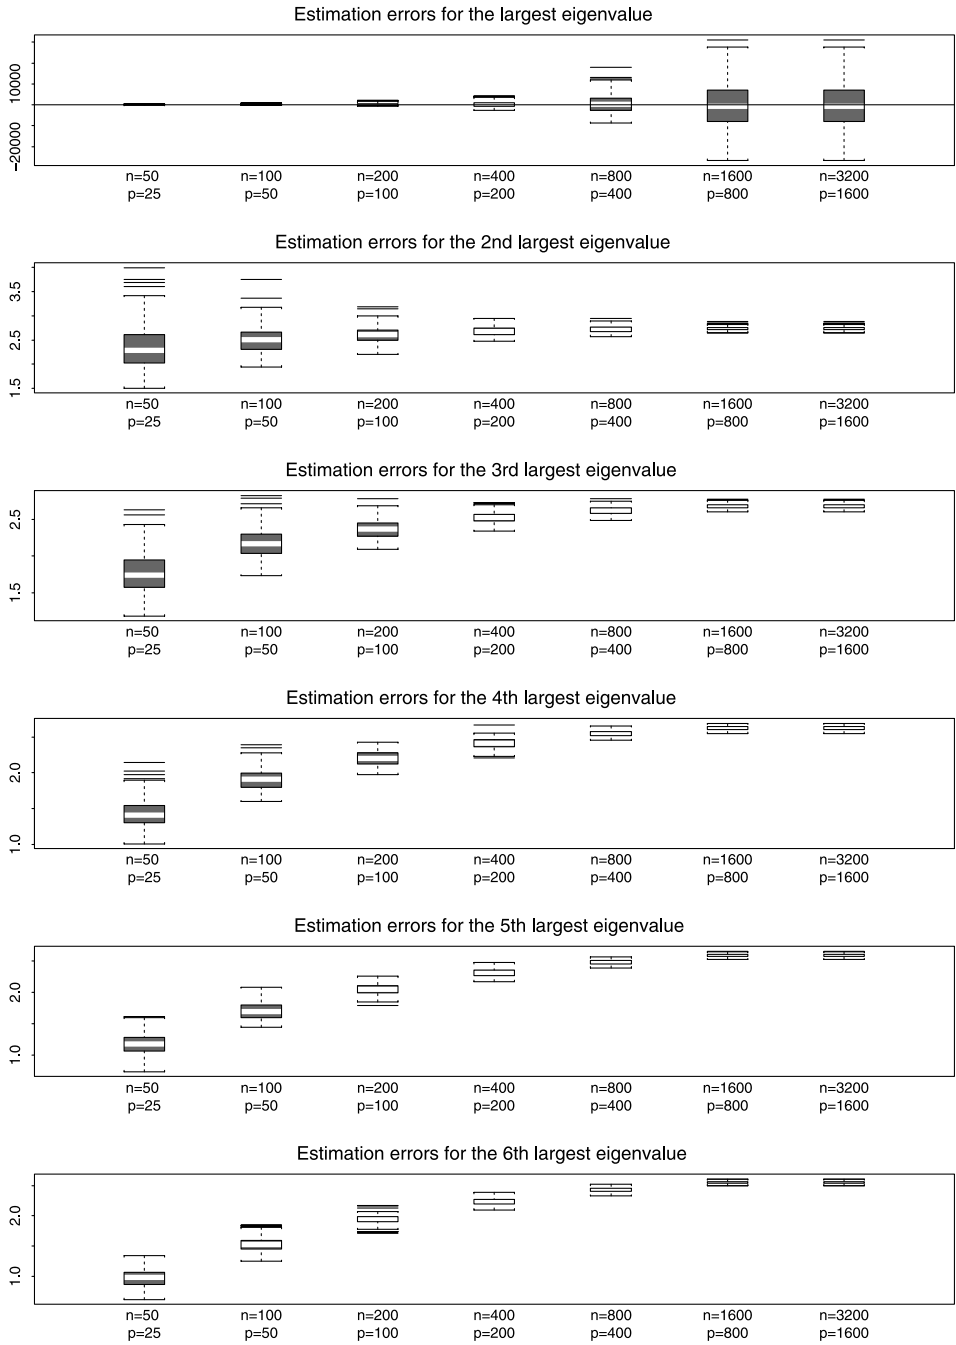 Estimation errors for the largest eigenvalue
10000
-20000
n=50 n=100 n=200 n=400 n=800 n=1600 n=3200
p=25 p=50 p=100 p=200 p=400 p=800 p=1600
Estimation errors for the 2nd largest eigenvalue
3.5
2.5
1.5
n=50 n=100 n=200 n=400 n=800 n=1600 n=3200
p=25 p=50 p=100 p=200 p=400 p=800 p=1600
Estimation errors for the 3rd largest eigenvalue
2.5
1.5
n=50 n=100 n=200 n=400 n=800 n=1600 n=3200
p=25 p=50 p=100 p=200 p=400 p=800 p=1600
Estimation errors for the 4th largest eigenvalue
2.0
1.0
n=50 n=100 n=200 n=400 n=800 n=1600 n=3200
p=25 p=50 p=100 p=200 p=400 p=800 p=1600
Estimation errors for the 5th largest eigenvalue
2.0
1.0
n=50 n=100 n=200 n=400 n=800 n=1600 n=3200
p=25 p=50 p=100 p=200 p=400 p=800 p=1600
Estimation errors for the 6th largest eigenvalue
2.0
1.0
n=50 n=100 n=200 n=400 n=800 n=1600 n=3200
p=25 p=50 p=100 p=200 p=400 p=800 p=1600